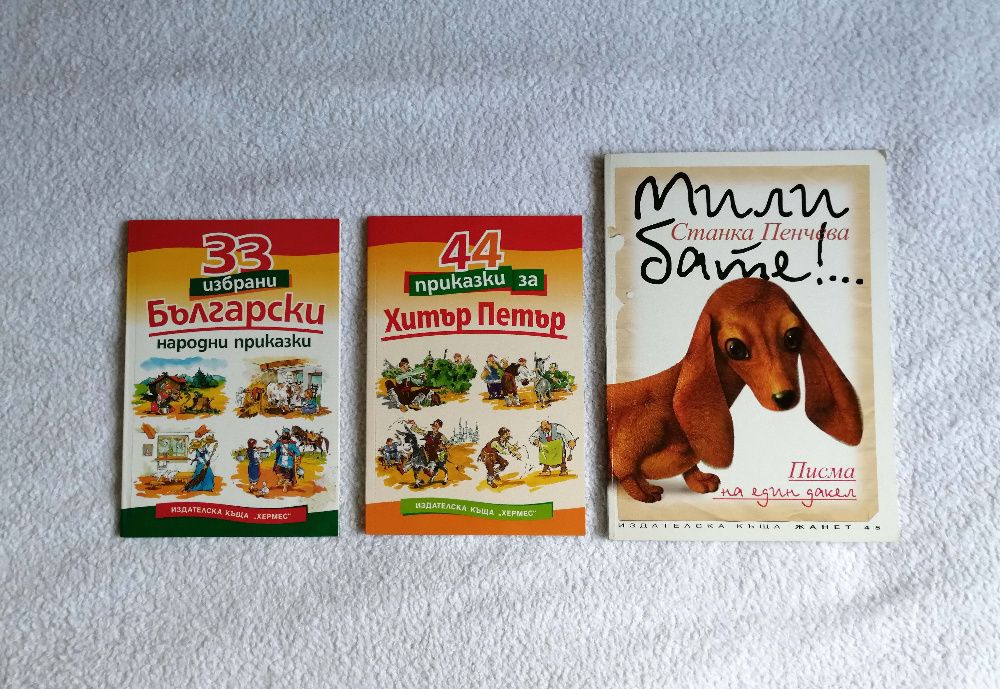 33
избрани
Български
народни приказки
ИЗДАТЕЛСКА КЪЩА „ХЕРМЕС"
44
приказки за
Хитър Петър
ИЗДАТЕЛСКА КЪЩА „ХЕРМЕС"
Мили
Станка Пенчева
бате!...
Писма
на един дакел
ИЗДАТЕЛСКА КЪЩА ЖАНЕТ 45